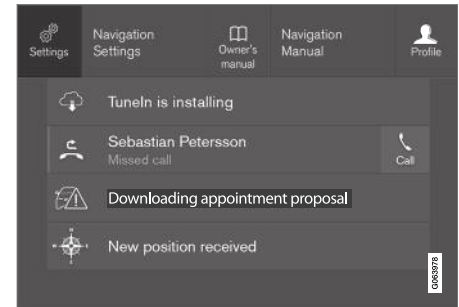 Settings
Navigation
Settings
Owner's
manual
Navigation
Manual
Profile
TuneIn is installing
Sebastian Petersson
Missed call
Call
Downloading appointment proposal
New position received
G063978